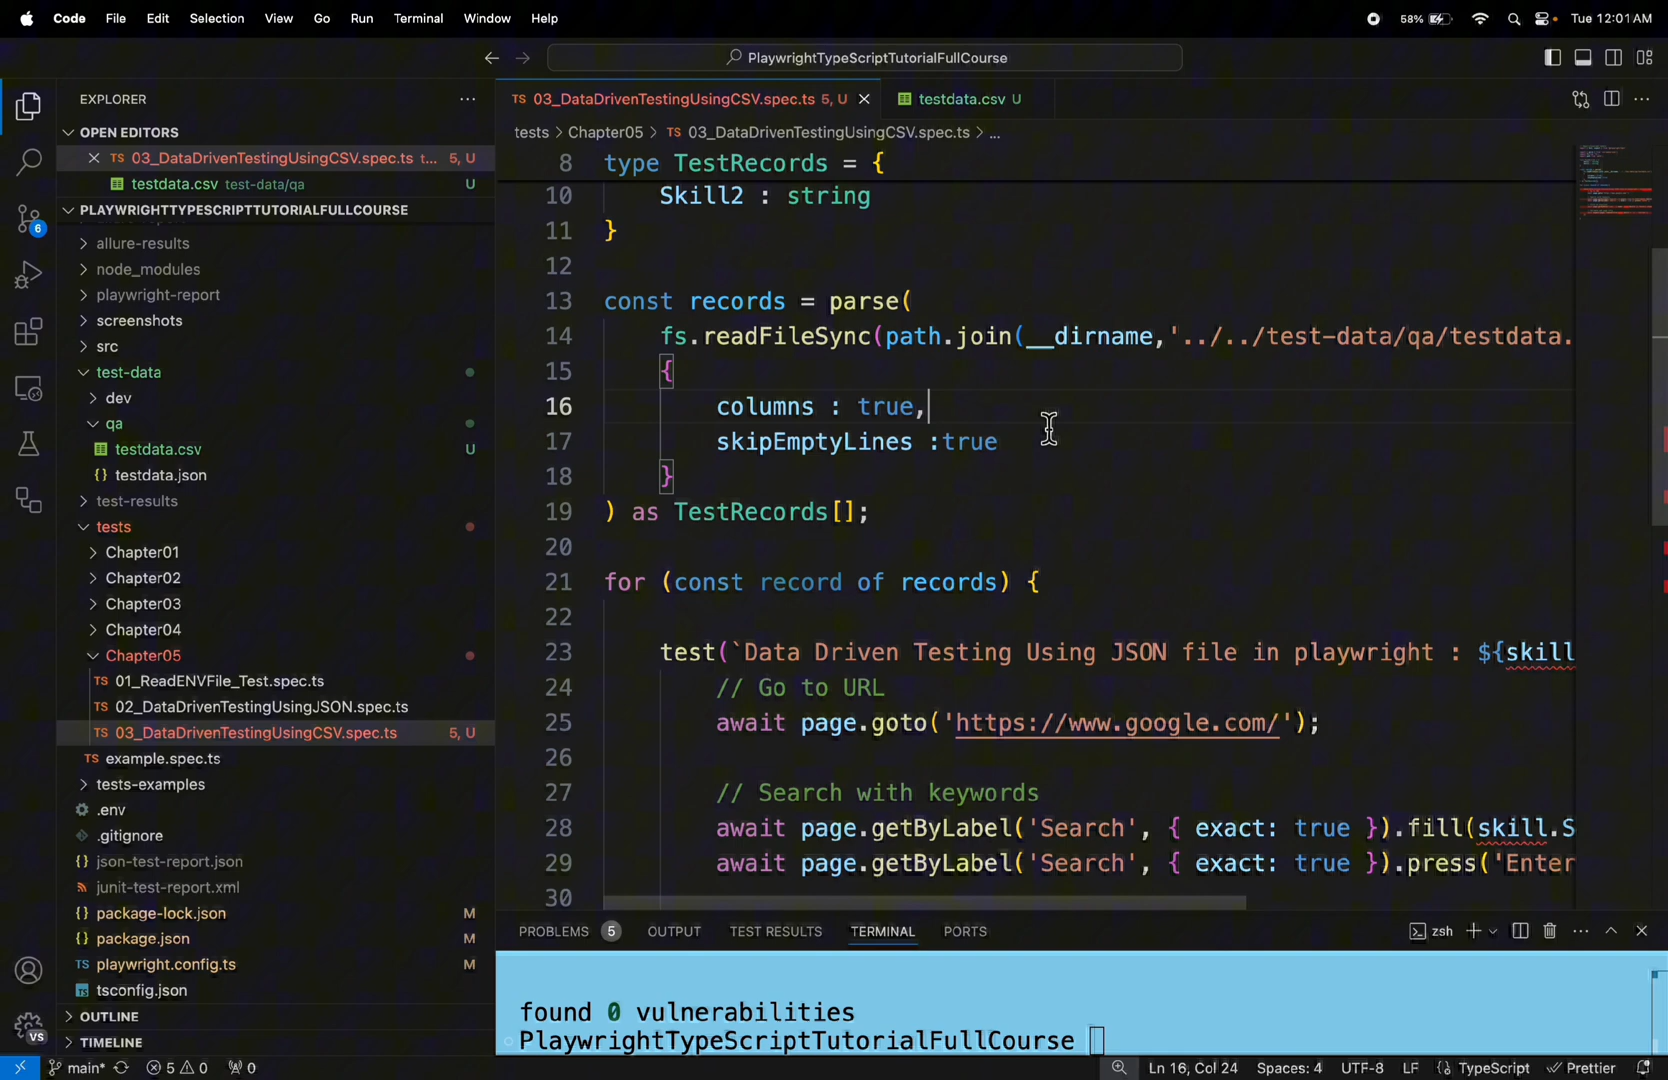 Code File Edit Selection View Go Run Terminal Window Help 58% Tue 12:01 AM
PlaywrightTypeScriptTutorialFullCourse
EXPLORER
OPEN EDITORS
TS 03_DataDrivenTestingUsingCSV.spec.ts t... 5, U
testdata.csv test-data/qa U
PLAYWRIGHTTYPESCRIPTTUTORIALFULLCOURSE
allure-results
node_modules
playwright-report
screenshots
src
test-data
dev
qa
testdata.csv U
{} testdata.json
test-results
tests
Chapter01
Chapter02
Chapter03
Chapter04
Chapter05
TS 01_ReadENVFile_Test.spec.ts
TS 02_DataDrivenTestingUsingJSON.spec.ts
TS 03_DataDrivenTestingUsingCSV.spec.ts 5, U
TS example.spec.ts
tests-examples
.env
.gitignore
{} json-test-report.json
junit-test-report.xml
{} package-lock.json M
{} package.json M
TS playwright.config.ts M
tsconfig.json
OUTLINE
TIMELINE
VS
6
TS 03_DataDrivenTestingUsingCSV.spec.ts 5, U testdata.csv U
tests > Chapter05 > TS 03_DataDrivenTestingUsingCSV.spec.ts > ...
8 type TestRecords = {
10 Skill2 : string
11 }
12
13 const records = parse(
14 fs.readFileSync(path.join(__dirname,'../../test-data/qa/testdata.
15 {
16 columns : true,
17 skipEmptyLines :true
18 }
19 ) as TestRecords[];
20
21 for (const record of records) {
22
23 test(`Data Driven Testing Using JSON file in playwright : ${skill
24 // Go to URL
25 await page.goto('https://www.google.com/');
26
27 // Search with keywords
28 await page.getByLabel('Search', { exact: true }).fill(skill.S
29 await page.getByLabel('Search', { exact: true }).press('Enter
30
PROBLEMS 5 OUTPUT TEST RESULTS TERMINAL PORTS zsh
found 0 vulnerabilities
PlaywrightTypeScriptTutorialFullCourse
main* 5 0 0 Ln 16, Col 24 Spaces: 4 UTF-8 LF {} TypeScript Prettier